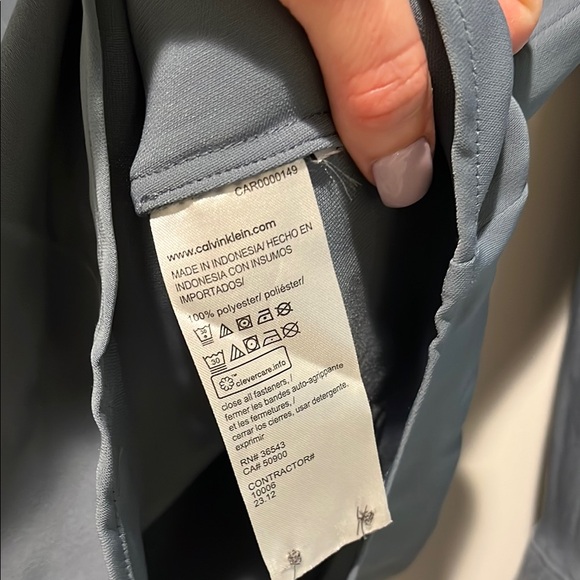 CAR0000149
www.calvinklein.com
MADE IN INDONESIA/ HECHO EN
INDONESIA CON INSUMOS
IMPORTADOS/
100% polyester/ poliéster/
30
clevercare.info
close all fasteners, /
fermer les bandes auto-agrippante
et les fermetures, /
cerrar los cierres, usar detergente.
exprimir
RN# 36543
CA# 50900
CONTRACTOR#
10006
23.12